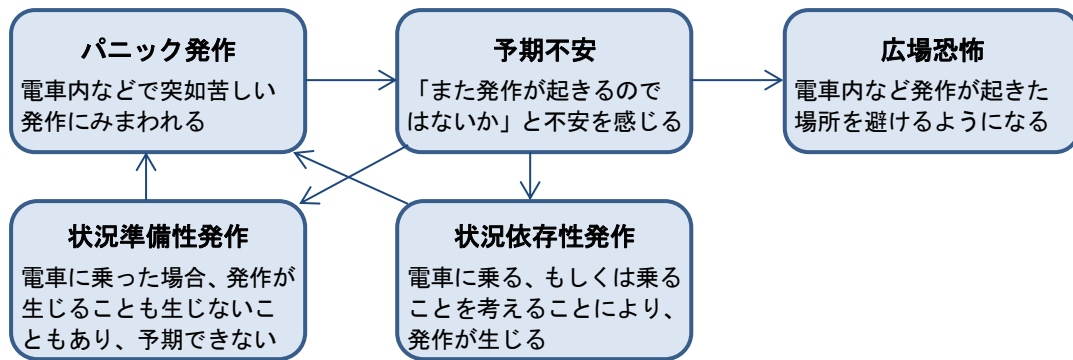 パニック発作
電車内などで突如苦しい
発作にみまわれる
予期不安
「また発作が起きるので
はないか」と不安を感じる
広場恐怖
電車内など発作が起きた
場所を避けるようになる
状況準備性発作
電車に乗った場合、発作が
生じることも生じないこ
ともあり、予期できない
状況依存性発作
電車に乗る、もしくは乗る
ことを考えることにより、
発作が生じる